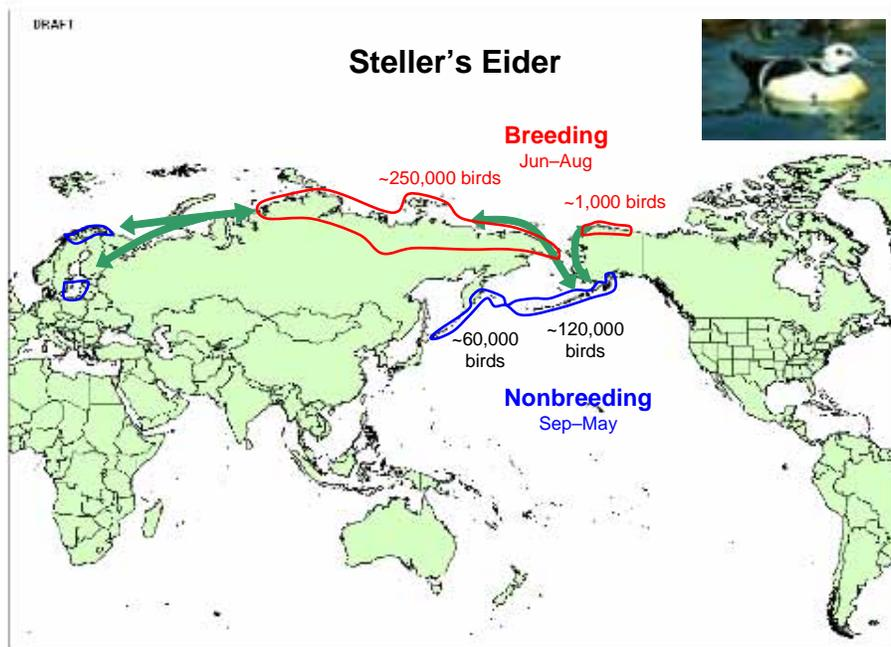 DRAFT
Steller’s Eider
Breeding
Jun–Aug
~250,000 birds
~1,000 birds
~60,000
birds
~120,000
birds
Nonbreeding
Sep–May